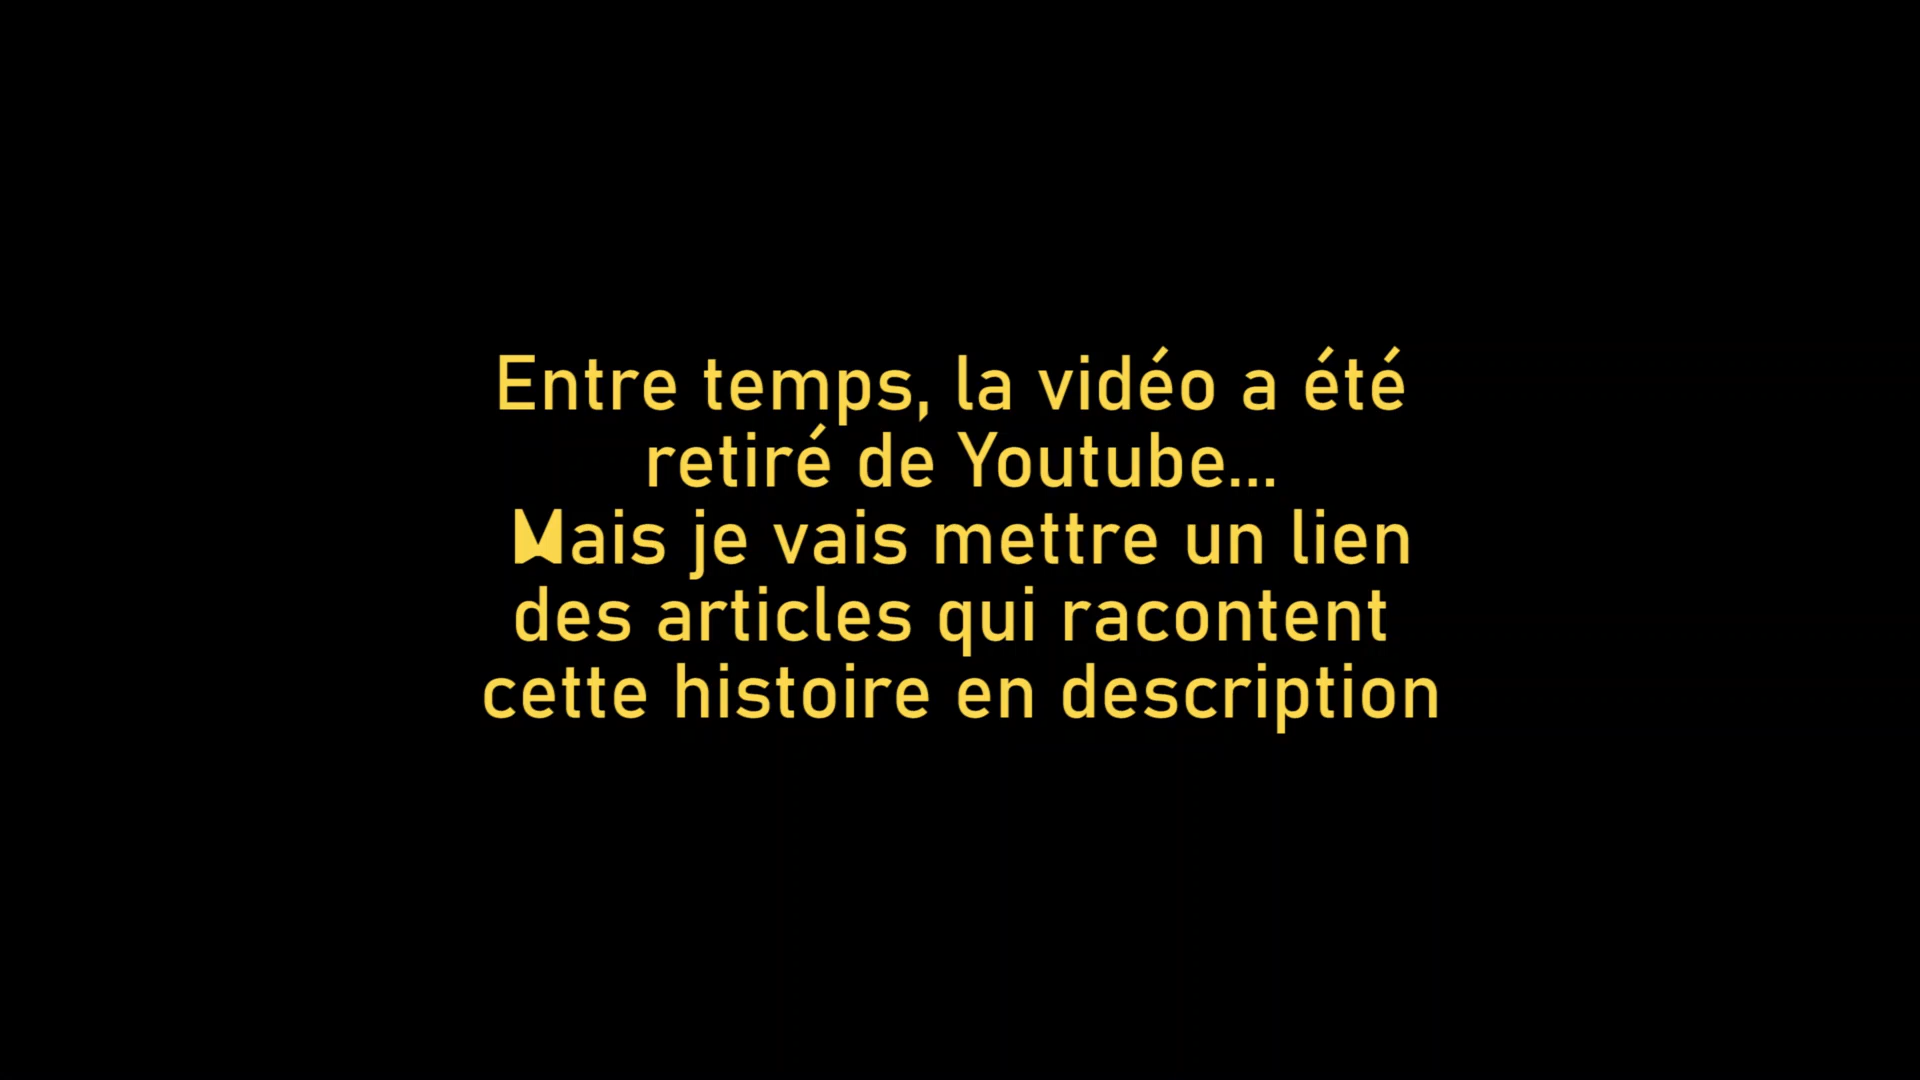 Entre temps, la vidéo a été
retiré de Youtube...
Mais je vais mettre un lien
des articles qui racontent
cette histoire en description